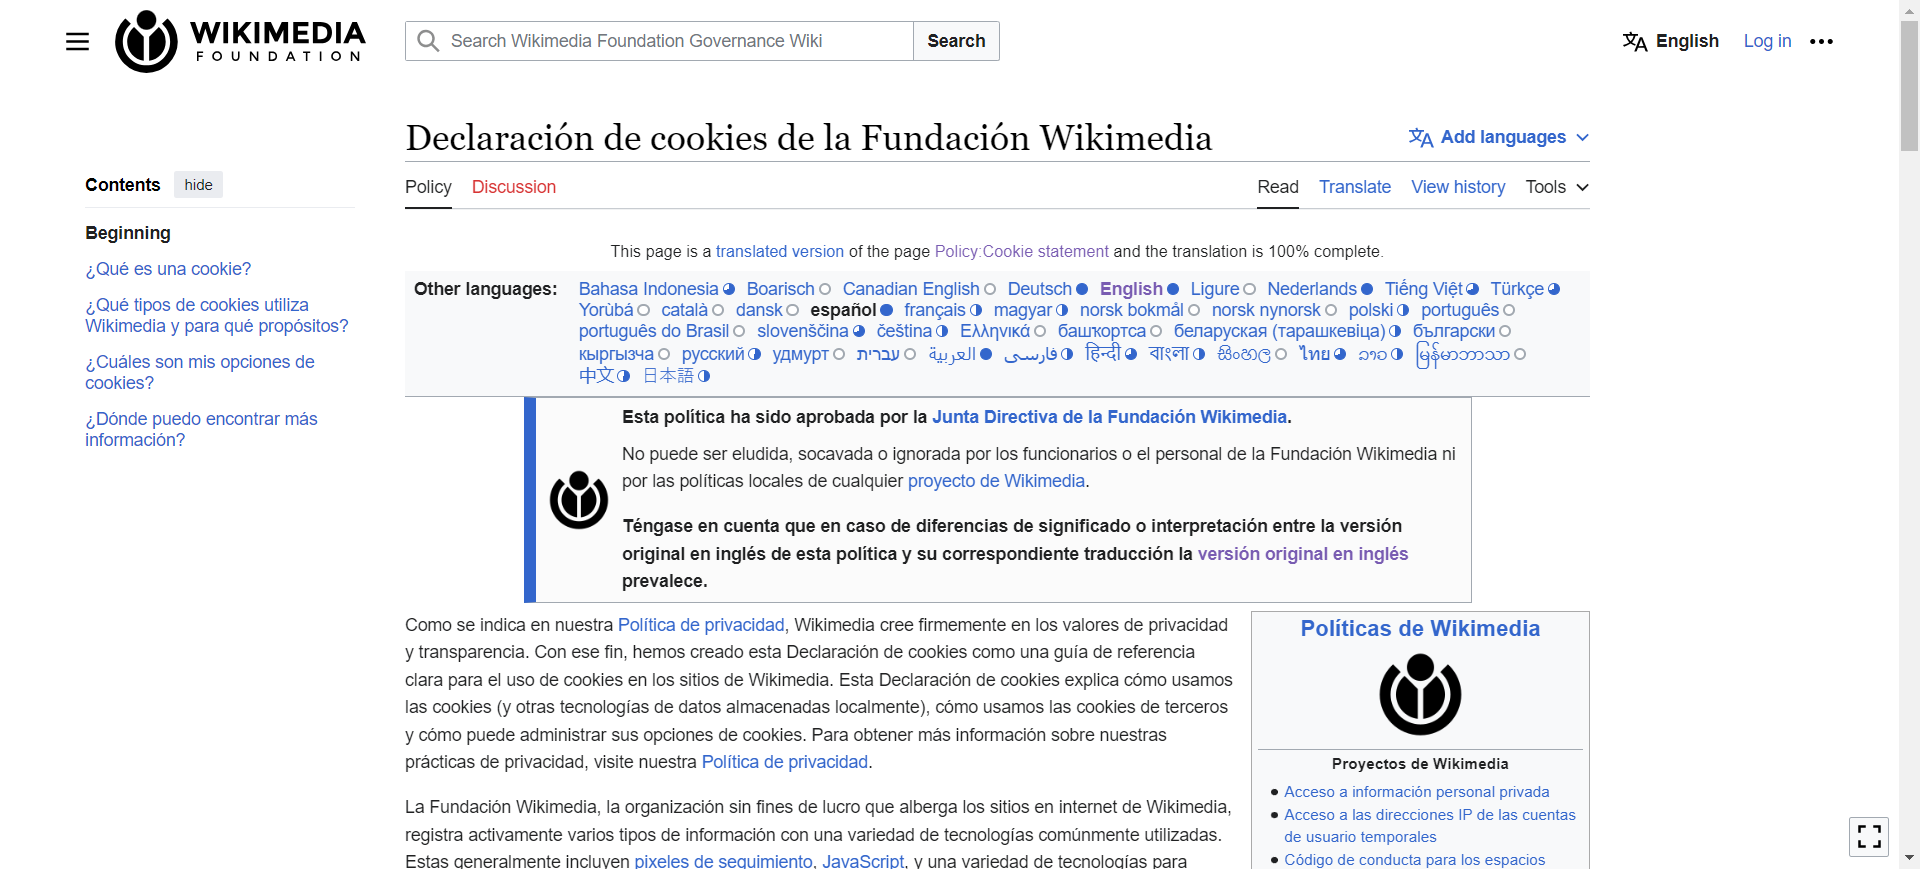 WIKIMEDIA
FOUNDATION
Search Wikimedia Foundation Governance Wiki
Search
English
Log in
Declaración de cookies de la Fundación Wikimedia
Add languages
Contents
hide
Beginning
¿Qué es una cookie?
¿Qué tipos de cookies utiliza
Wikimedia y para qué propósitos?
¿Cuáles son mis opciones de
cookies?
¿Dónde puedo encontrar más
información?
Policy Discussion
Read Translate View history Tools
This page is a translated version of the page Policy:Cookie statement and the translation is 100% complete.
Other languages:
Bahasa Indonesia Boarisch Canadian English Deutsch English Ligure Nederlands Tiếng Việt Türkçe
Yorùbá català dansk español français magyar norsk bokmål norsk nynorsk polski português
português do Brasil slovenščina čeština Ελληνικά башҡортса беларуская (тарашкевіца) български
кыргызча русский удмурт עברית العربية فارسی हिन्दी বাংলা සිංහල ไทย ລາວ မြန်မာဘာသာ
中文 日本語
Esta política ha sido aprobada por la Junta Directiva de la Fundación Wikimedia.
No puede ser eludida, socavada o ignorada por los funcionarios o el personal de la Fundación Wikimedia ni
por las políticas locales de cualquier proyecto de Wikimedia.
Téngase en cuenta que en caso de diferencias de significado o interpretación entre la versión
original en inglés de esta política y su correspondiente traducción la versión original en inglés
prevalece.
Como se indica en nuestra Política de privacidad, Wikimedia cree firmemente en los valores de privacidad
y transparencia. Con ese fin, hemos creado esta Declaración de cookies como una guía de referencia
clara para el uso de cookies en los sitios de Wikimedia. Esta Declaración de cookies explica cómo usamos
las cookies (y otras tecnologías de datos almacenadas localmente), cómo usamos las cookies de terceros
y cómo puede administrar sus opciones de cookies. Para obtener más información sobre nuestras
prácticas de privacidad, visite nuestra Política de privacidad.
La Fundación Wikimedia, la organización sin fines de lucro que alberga los sitios en internet de Wikimedia,
registra activamente varios tipos de información con una variedad de tecnologías comúnmente utilizadas.
Estas generalmente incluyen pixeles de seguimiento, JavaScript, y una variedad de tecnologías para
Políticas de Wikimedia
Proyectos de Wikimedia
Acceso a información personal privada
Acceso a las direcciones IP de las cuentas
de usuario temporales
Código de conducta para los espacios